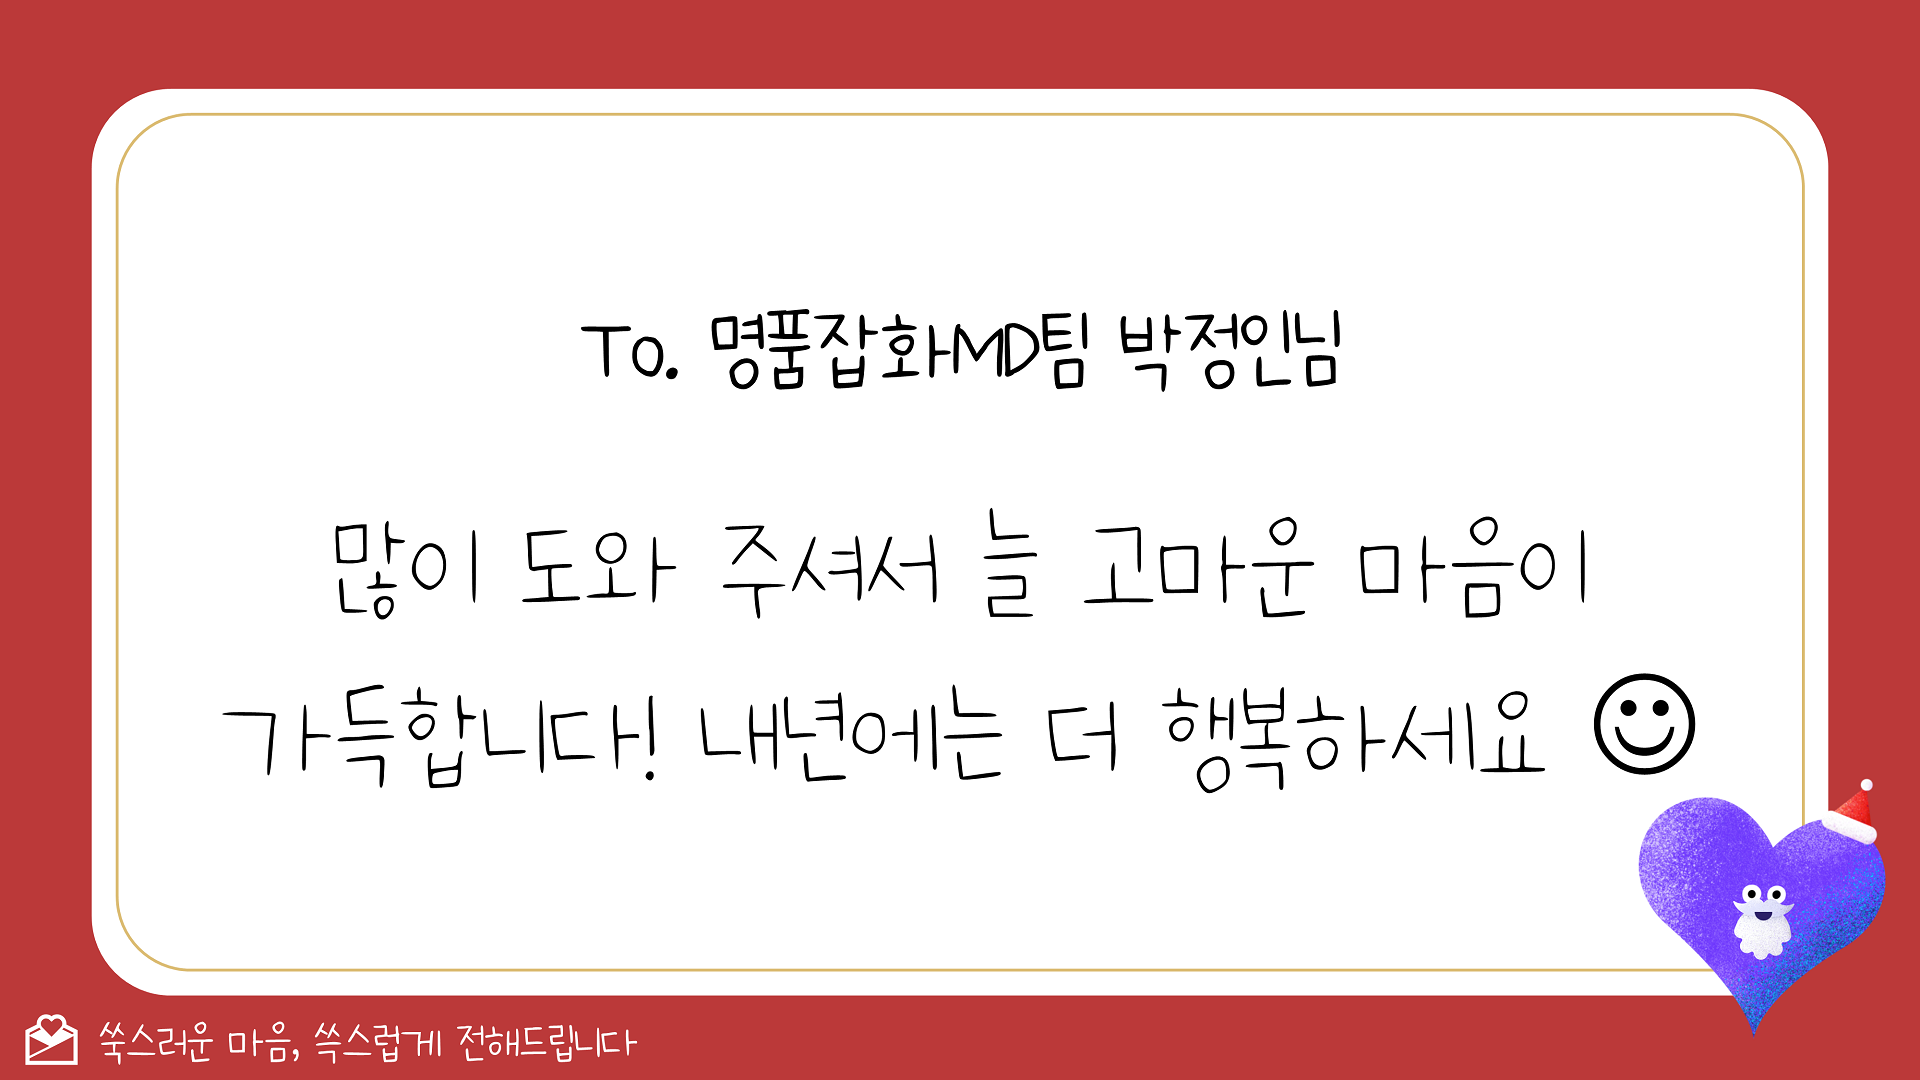 To. 명품잡화MD팀 박정인님
많이 도와 주셔서 늘 고마운 마음이
가득합니다! 내년에는 더 행복하세요 ☺
쑥스러운 마음, 쓱스럽게 전해드립니다